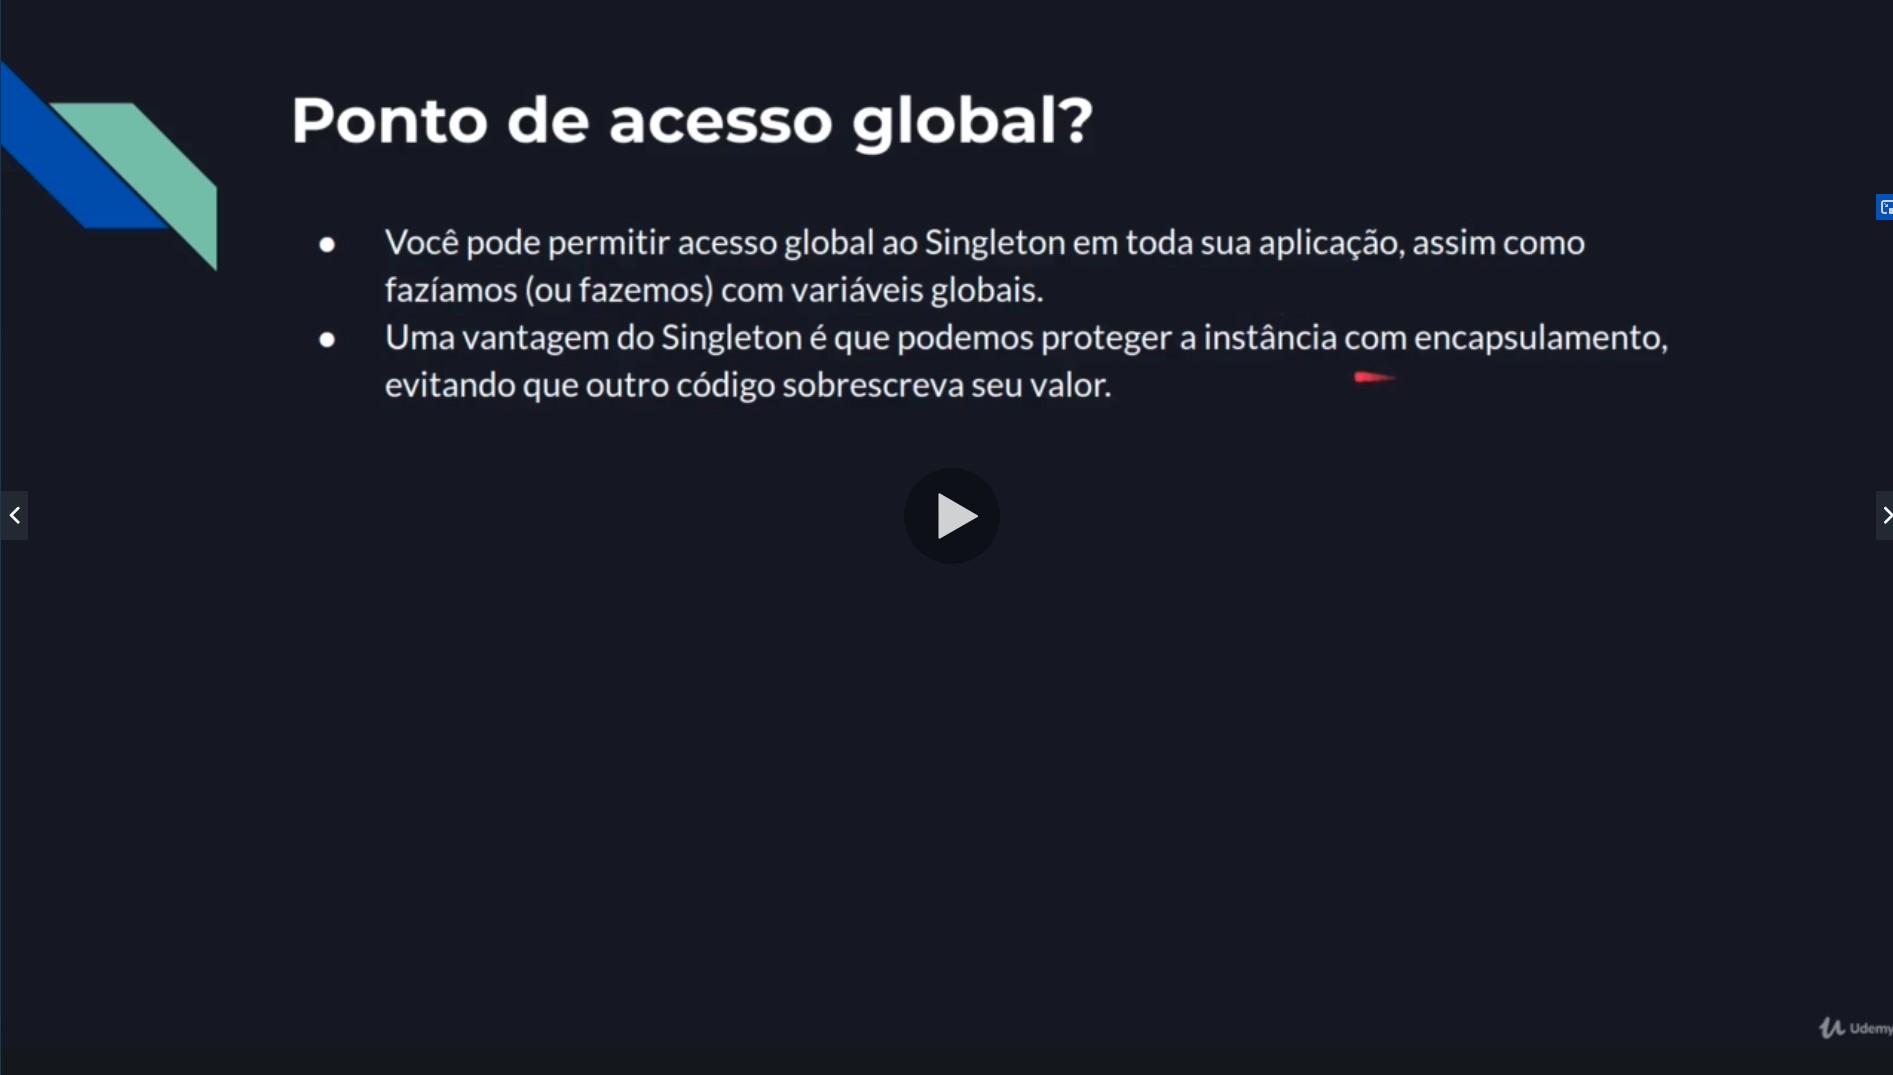 Ponto de acesso global?
● Você pode permitir acesso global ao Singleton em toda sua aplicação, assim como
fazíamos (ou fazemos) com variáveis globais.
● Uma vantagem do Singleton é que podemos proteger a instância com encapsulamento,
evitando que outro código sobrescreva seu valor.
Udemy